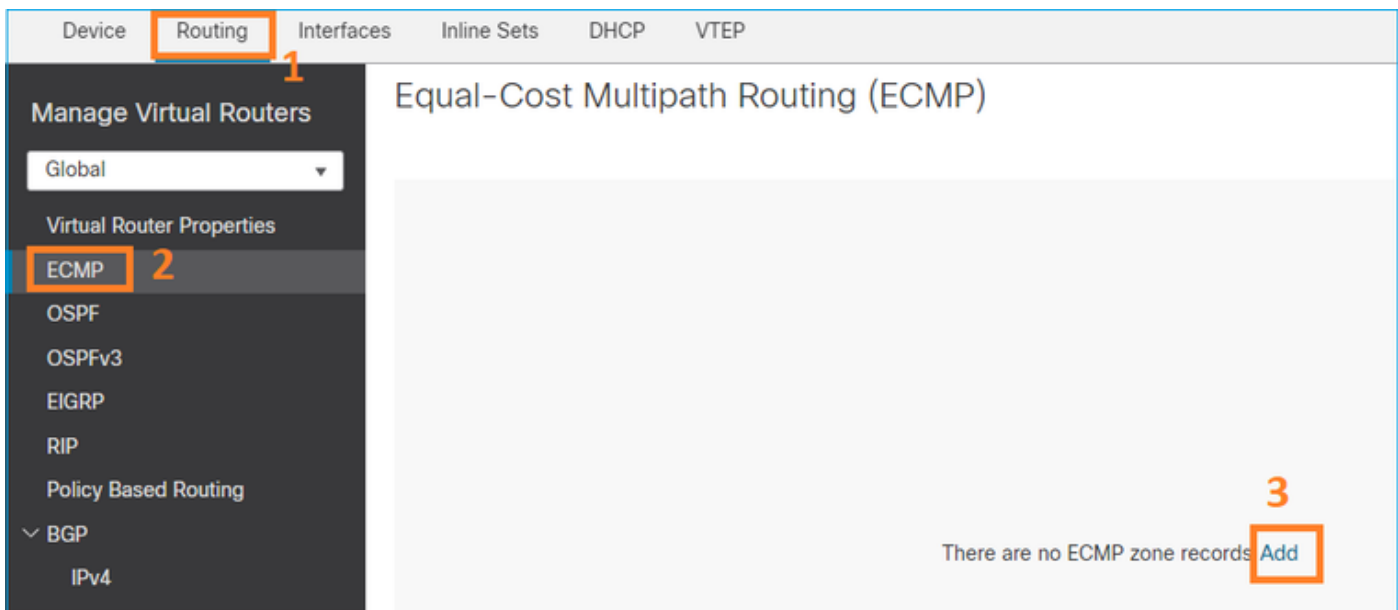 Device Routing Interfaces Inline Sets DHCP VTEP
1
Manage Virtual Routers
Global
Virtual Router Properties
ECMP 2
OSPF
OSPFv3
EIGRP
RIP
Policy Based Routing
BGP
IPv4
Equal-Cost Multipath Routing (ECMP)
3
There are no ECMP zone records Add